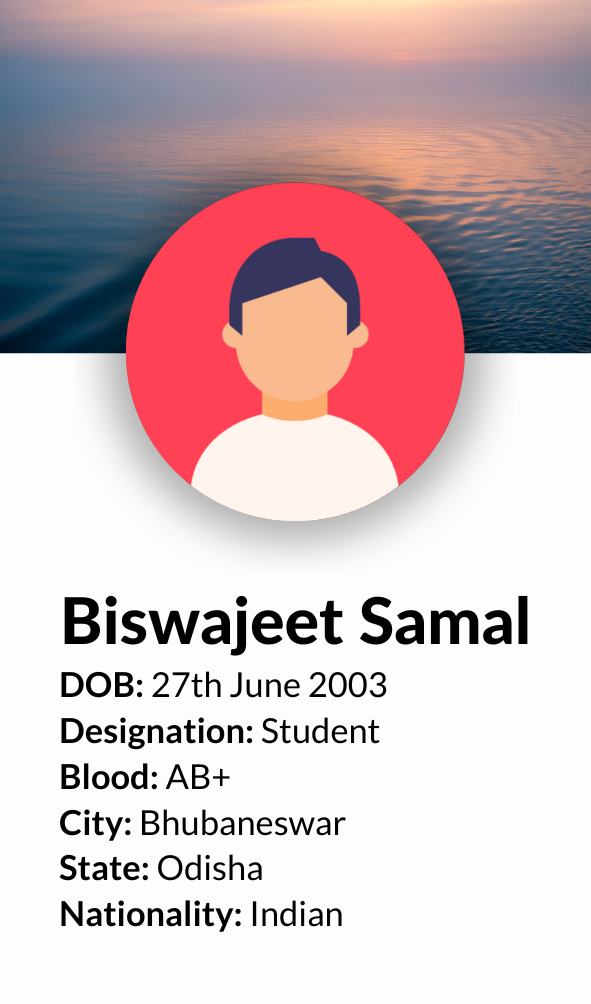 Biswajeet Samal
DOB: 27th June 2003
Designation: Student
Blood: AB+
City: Bhubaneswar
State: Odisha
Nationality: Indian